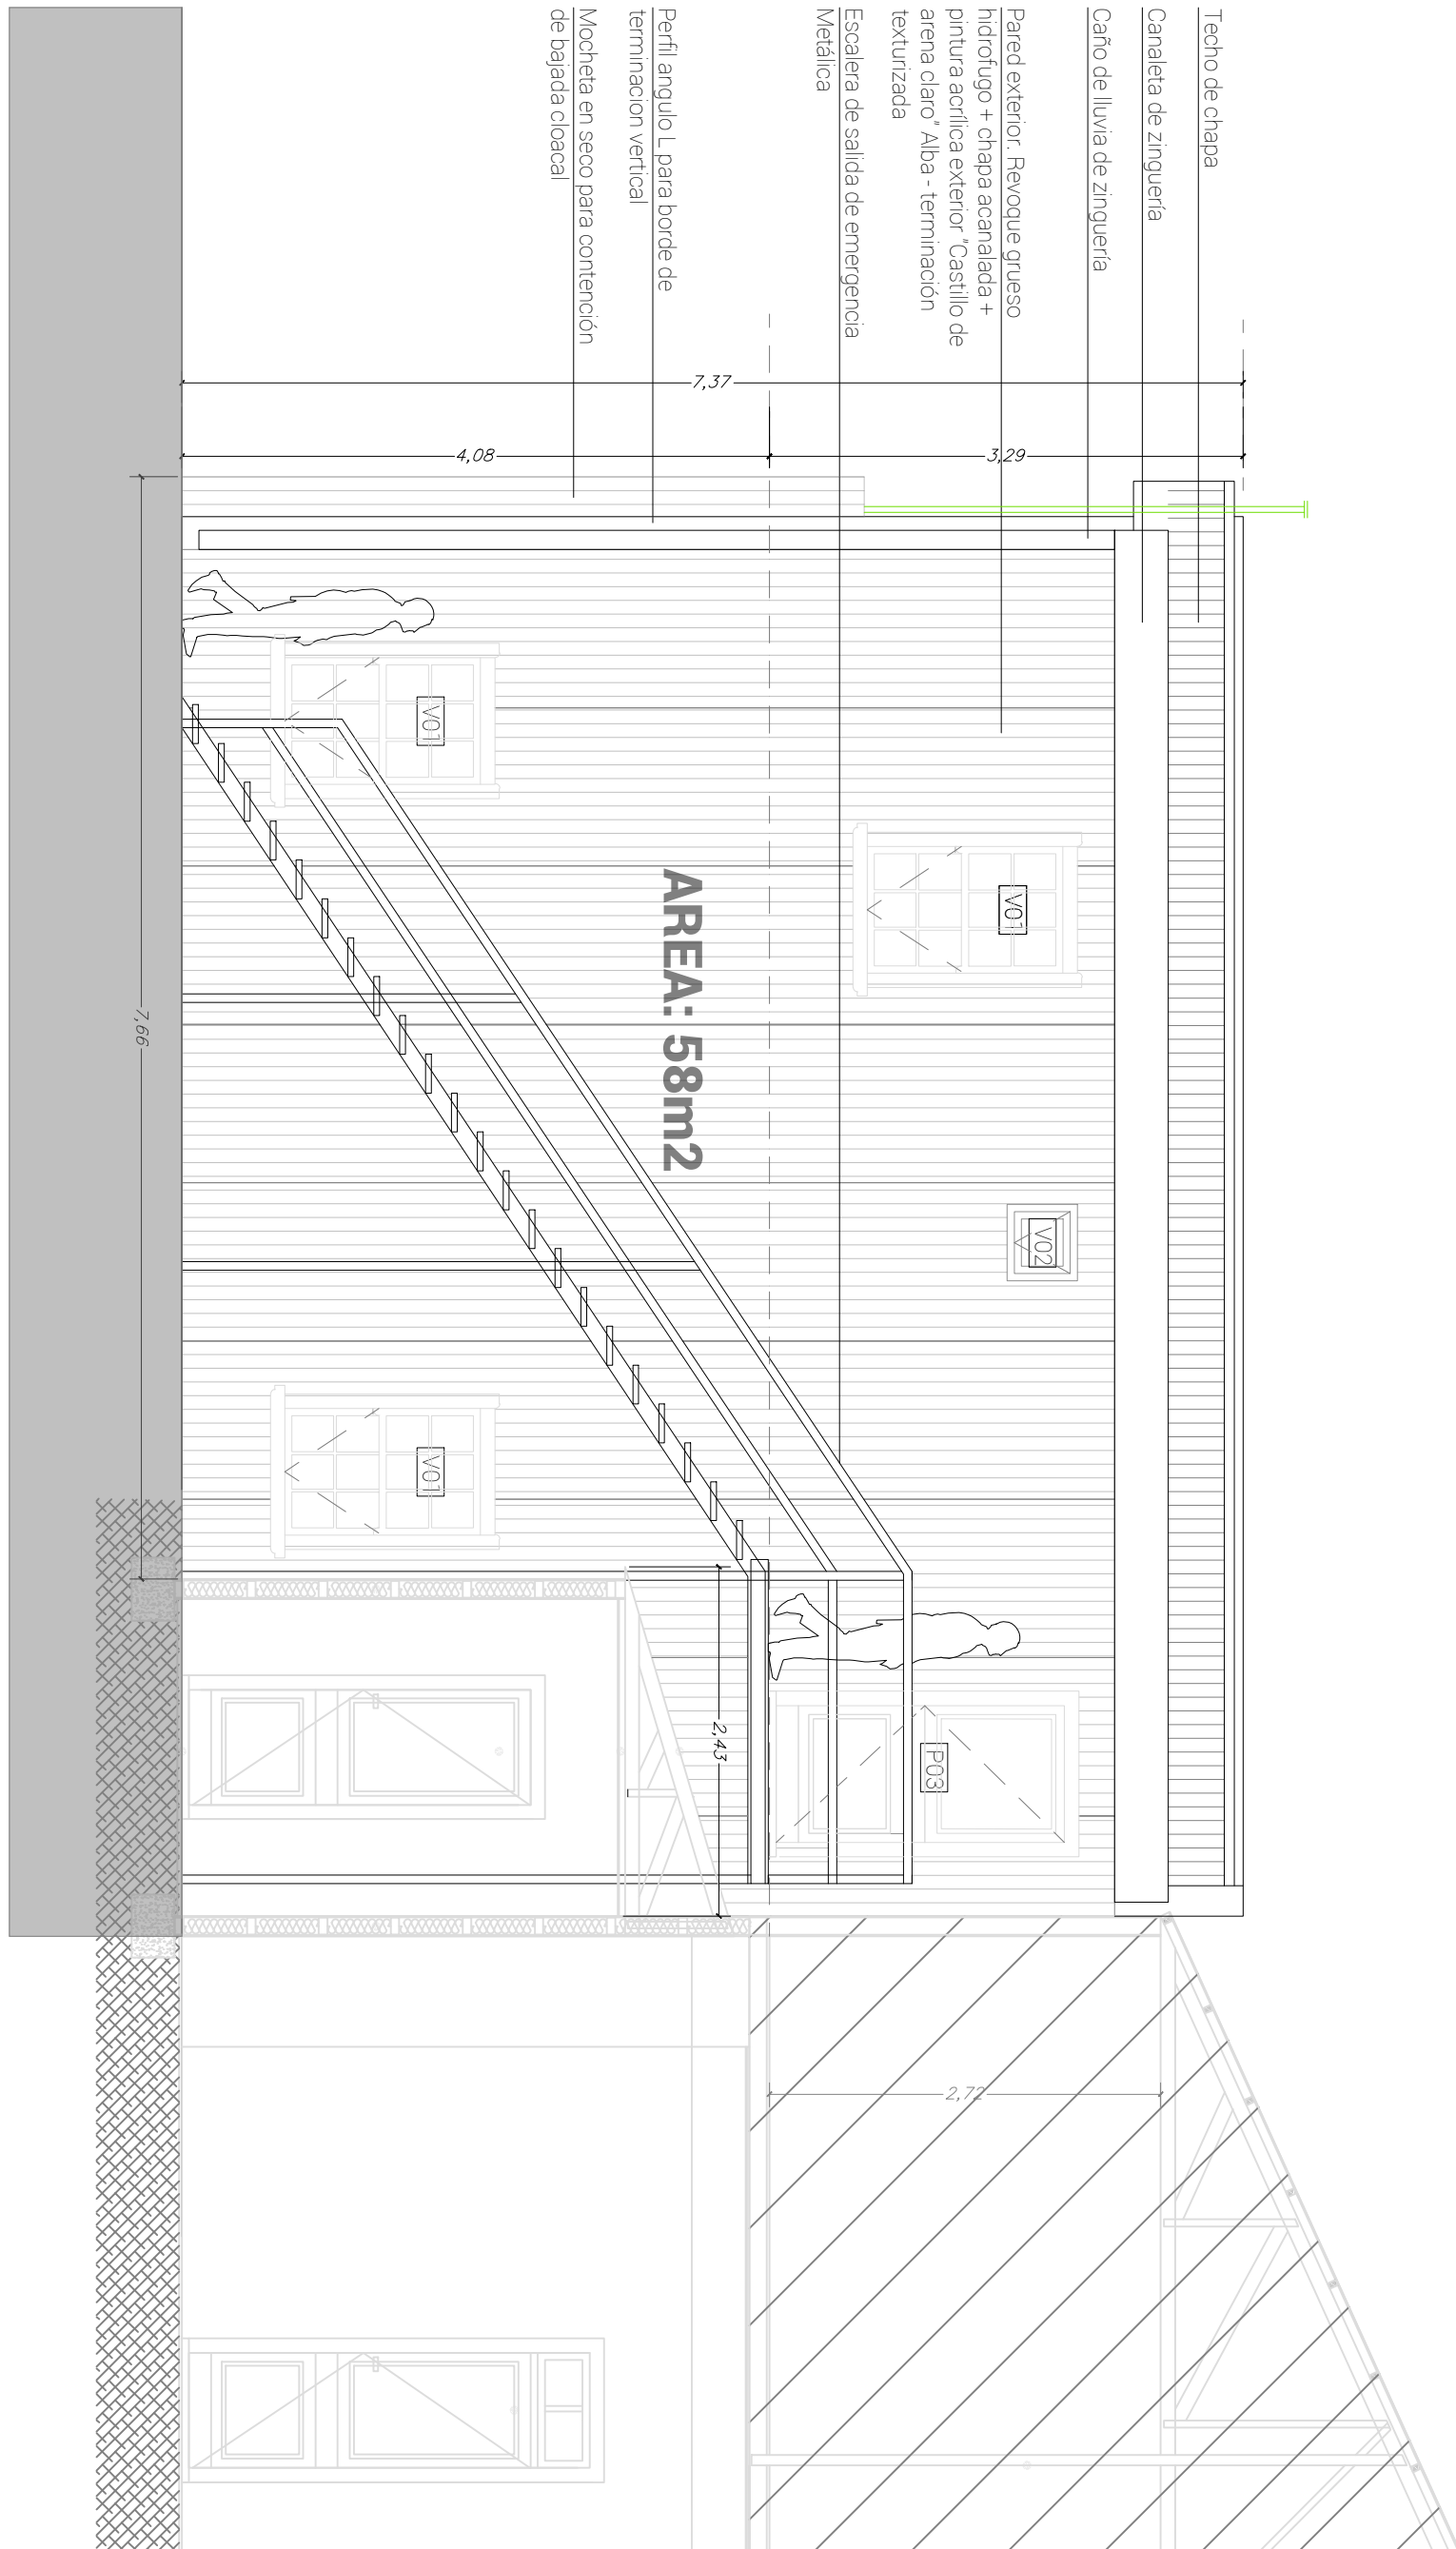 Techo de chapa
Canaleta de zinguería
Caño de lluvia de zinguería
Pared exterior. Revoque grueso
hidrofugo + chapa acanalada +
pintura acrílica exterior "Castillo de
arena claro" Alba - terminación
texturizada
Escalera de salida de emergencia
Metálica
Perfil angulo L para borde de
terminacion vertical
Mocheta en seco para contención
de bajada cloacal
7,37
3,29
4,08
V01
V01
V02
V01
P03
AREA: 58m2
7,66
2,43
2,72